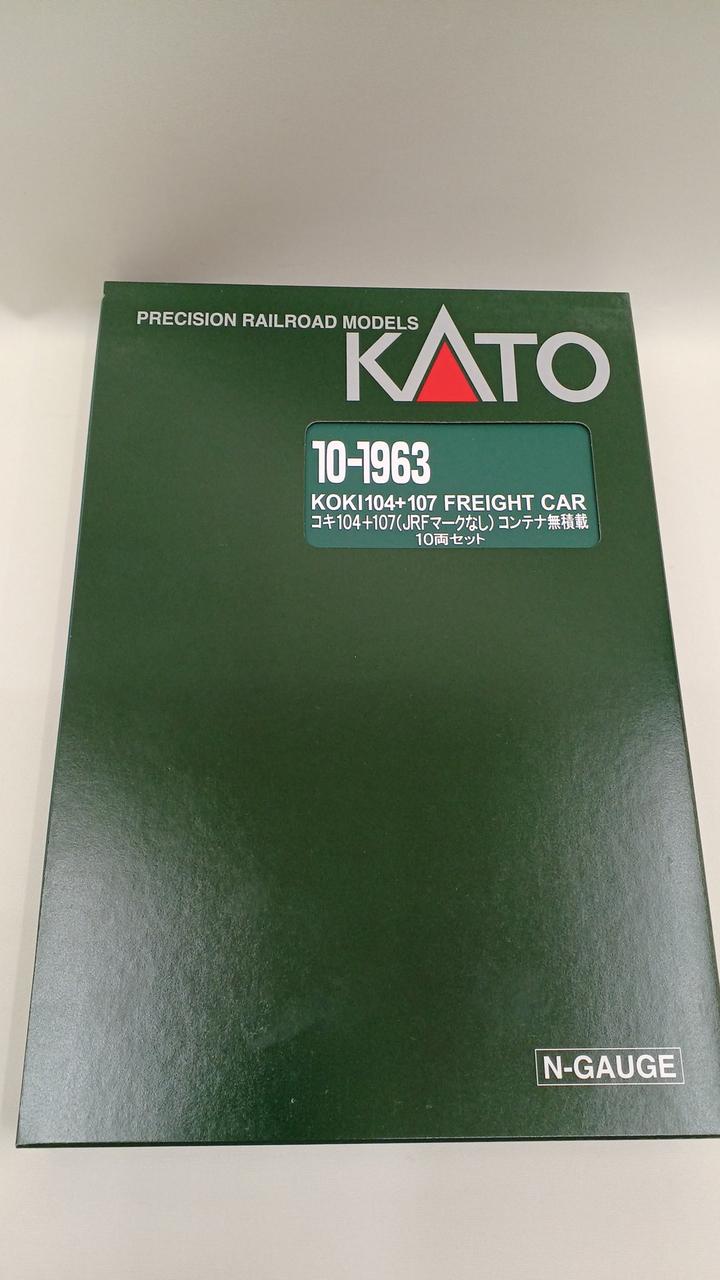 PRECISION RAILROAD MODELS
KATO
10-1963
KOKI104+107 FREIGHT CAR
コキ104+107(JRFマークなし) コンテナ無積載
10両セット
N-GAUGE